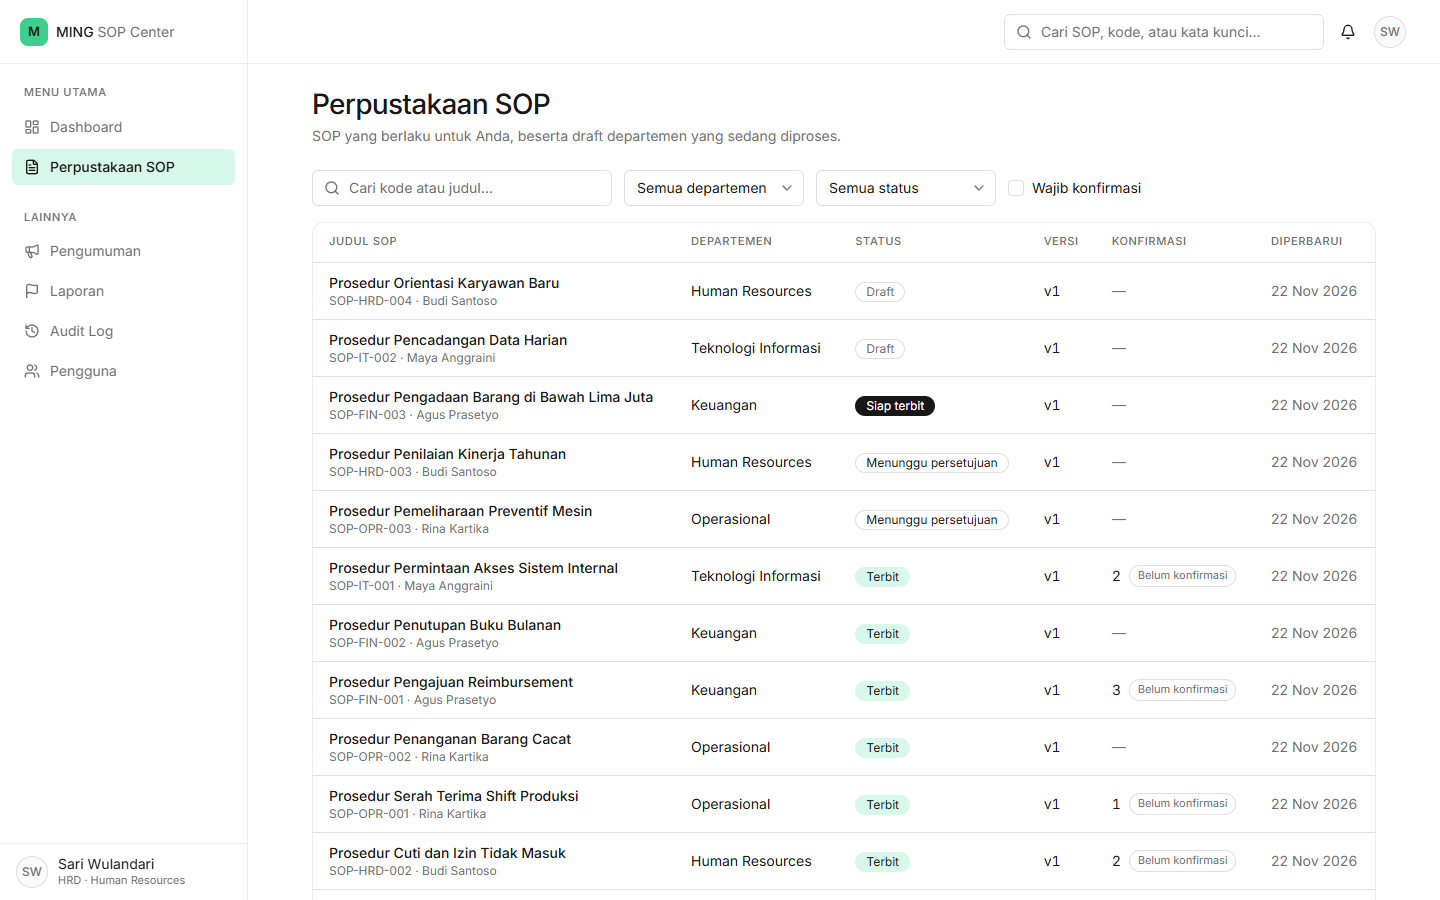 M MING SOP Center
Cari SOP, kode, atau kata kunci...
SW
MENU UTAMA
Dashboard
Perpustakaan SOP
LAINNYA
Pengumuman
Laporan
Audit Log
Pengguna
SW
Sari Wulandari
HRD · Human Resources
Perpustakaan SOP
SOP yang berlaku untuk Anda, beserta draft departemen yang sedang diproses.
Cari kode atau judul... Semua departemen Semua status Wajib konfirmasi
JUDUL SOP DEPARTEMEN STATUS VERSI KONFIRMASI DIPERBARUI
Prosedur Orientasi Karyawan Baru
SOP-HRD-004 · Budi Santoso
Human Resources Draft v1 — 22 Nov 2026
Prosedur Pencadangan Data Harian
SOP-IT-002 · Maya Anggraini
Teknologi Informasi Draft v1 — 22 Nov 2026
Prosedur Pengadaan Barang di Bawah Lima Juta
SOP-FIN-003 · Agus Prasetyo
Keuangan Siap terbit v1 — 22 Nov 2026
Prosedur Penilaian Kinerja Tahunan
SOP-HRD-003 · Budi Santoso
Human Resources Menunggu persetujuan v1 — 22 Nov 2026
Prosedur Pemeliharaan Preventif Mesin
SOP-OPR-003 · Rina Kartika
Operasional Menunggu persetujuan v1 — 22 Nov 2026
Prosedur Permintaan Akses Sistem Internal
SOP-IT-001 · Maya Anggraini
Teknologi Informasi Terbit v1 2 Belum konfirmasi 22 Nov 2026
Prosedur Penutupan Buku Bulanan
SOP-FIN-002 · Agus Prasetyo
Keuangan Terbit v1 — 22 Nov 2026
Prosedur Pengajuan Reimbursement
SOP-FIN-001 · Agus Prasetyo
Keuangan Terbit v1 3 Belum konfirmasi 22 Nov 2026
Prosedur Penanganan Barang Cacat
SOP-OPR-002 · Rina Kartika
Operasional Terbit v1 — 22 Nov 2026
Prosedur Serah Terima Shift Produksi
SOP-OPR-001 · Rina Kartika
Operasional Terbit v1 1 Belum konfirmasi 22 Nov 2026
Prosedur Cuti dan Izin Tidak Masuk
SOP-HRD-002 · Budi Santoso
Human Resources Terbit v1 2 Belum konfirmasi 22 Nov 2026